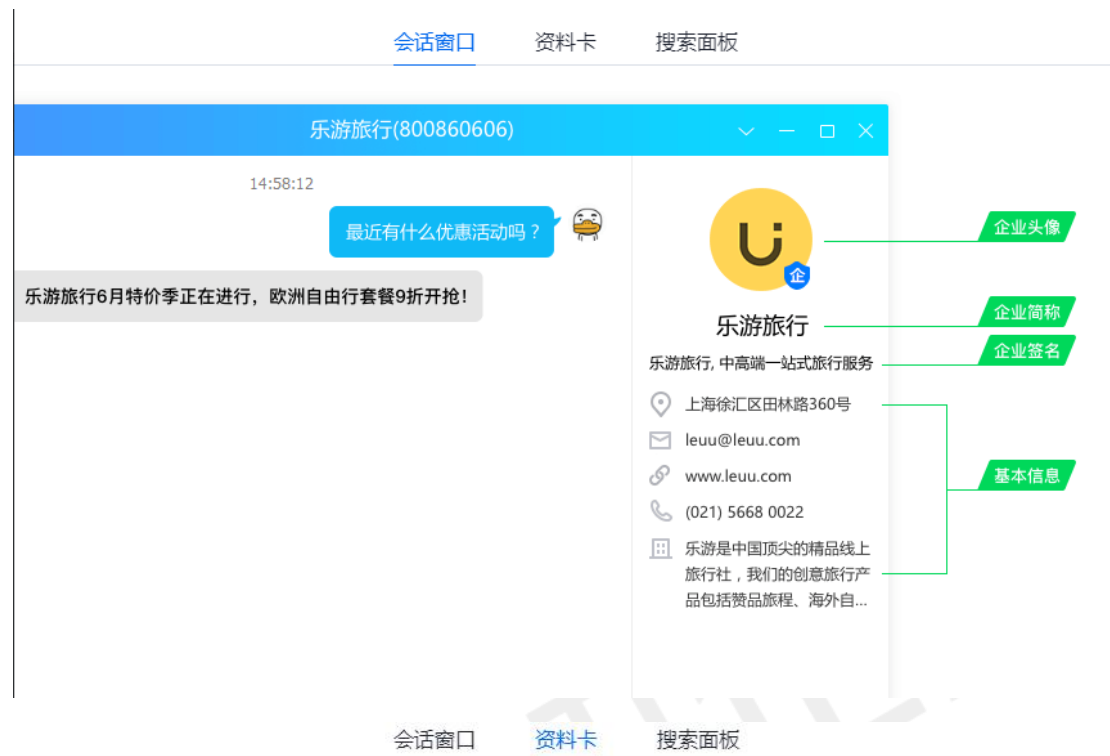 会话窗口 资料卡 搜索面板
乐游旅行(800860606)
14:58:12
最近有什么优惠活动吗？
乐游旅行6月特价季正在进行，欧洲自由行套餐9折开抢！
企
企业头像
乐游旅行
企业简称
乐游旅行, 中高端一站式旅行服务
企业签名
上海徐汇区田林路360号
leuu@leuu.com
www.leuu.com
基本信息
(021) 5668 0022
乐游是中国顶尖的精品线上
旅行社，我们的创意旅行产
品包括赞品旅程、海外自...
会话窗口 资料卡 搜索面板